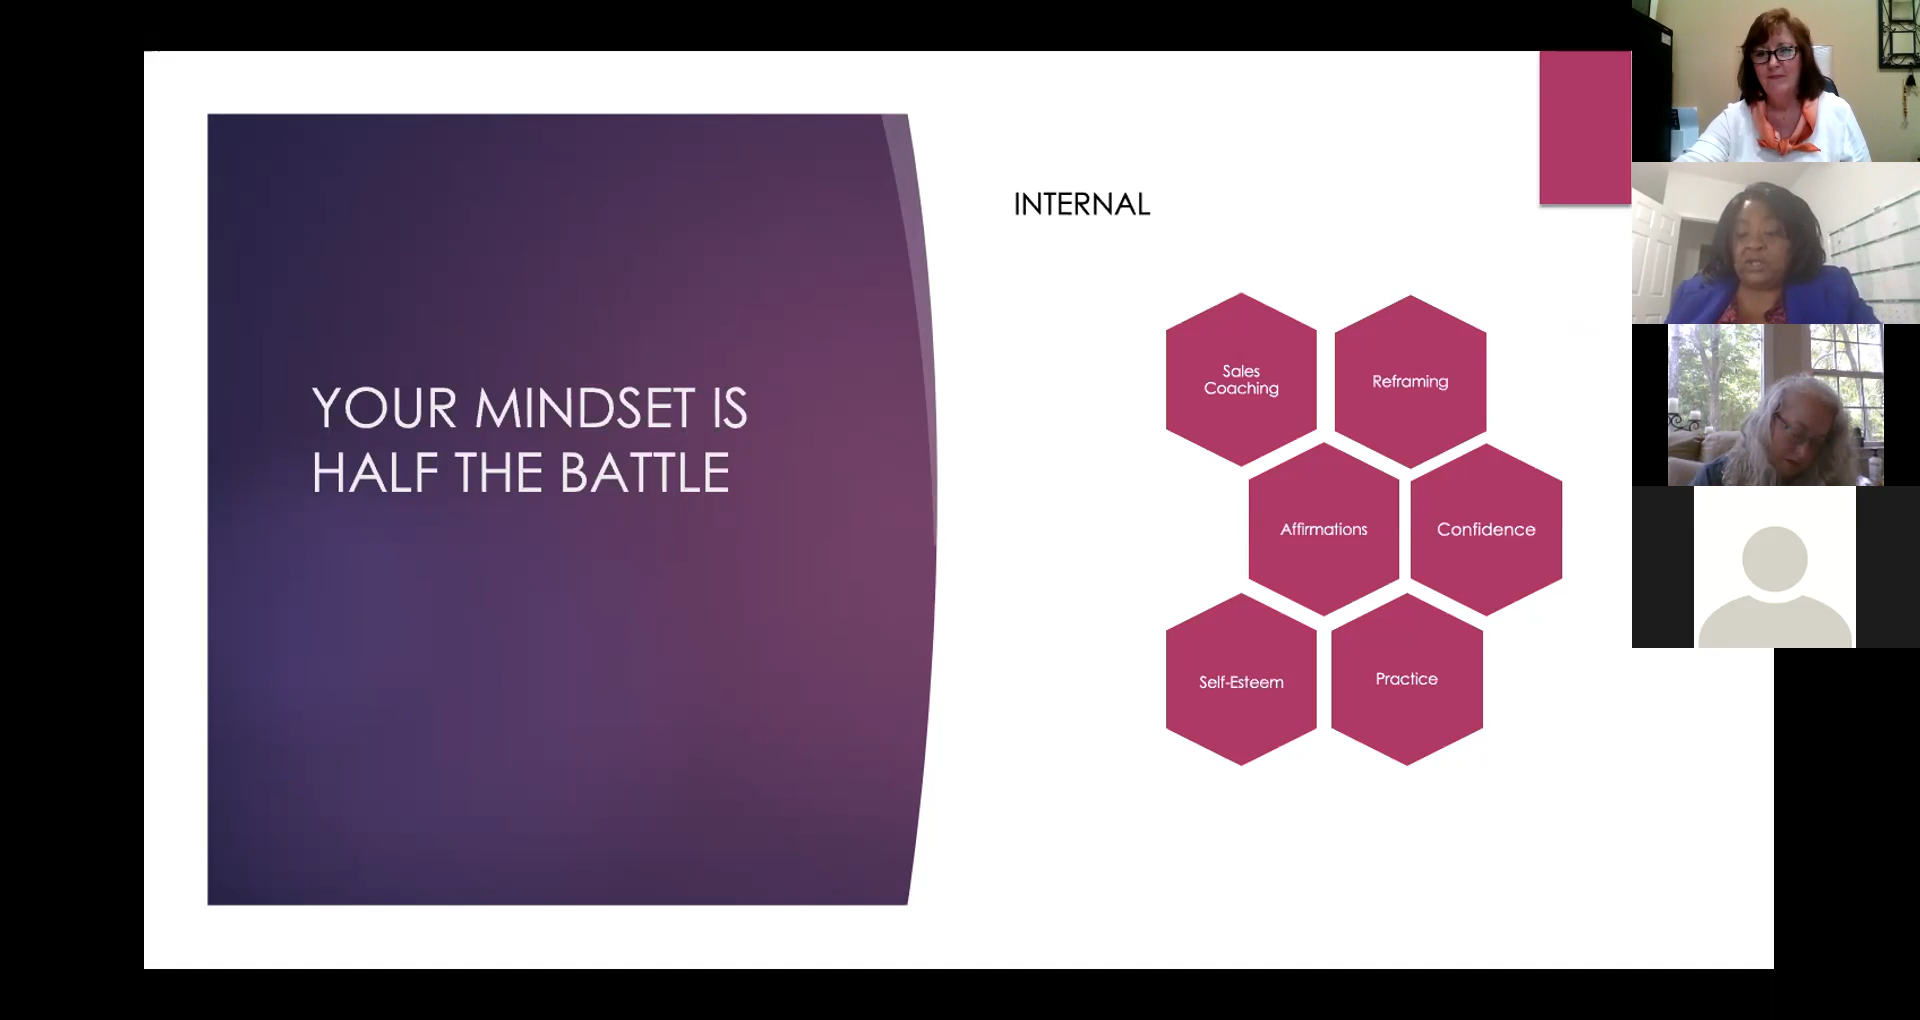 YOUR MINDSET IS
HALF THE BATTLE
INTERNAL
Sales
Coaching
Reframing
Affirmations
Confidence
Self-Esteem
Practice